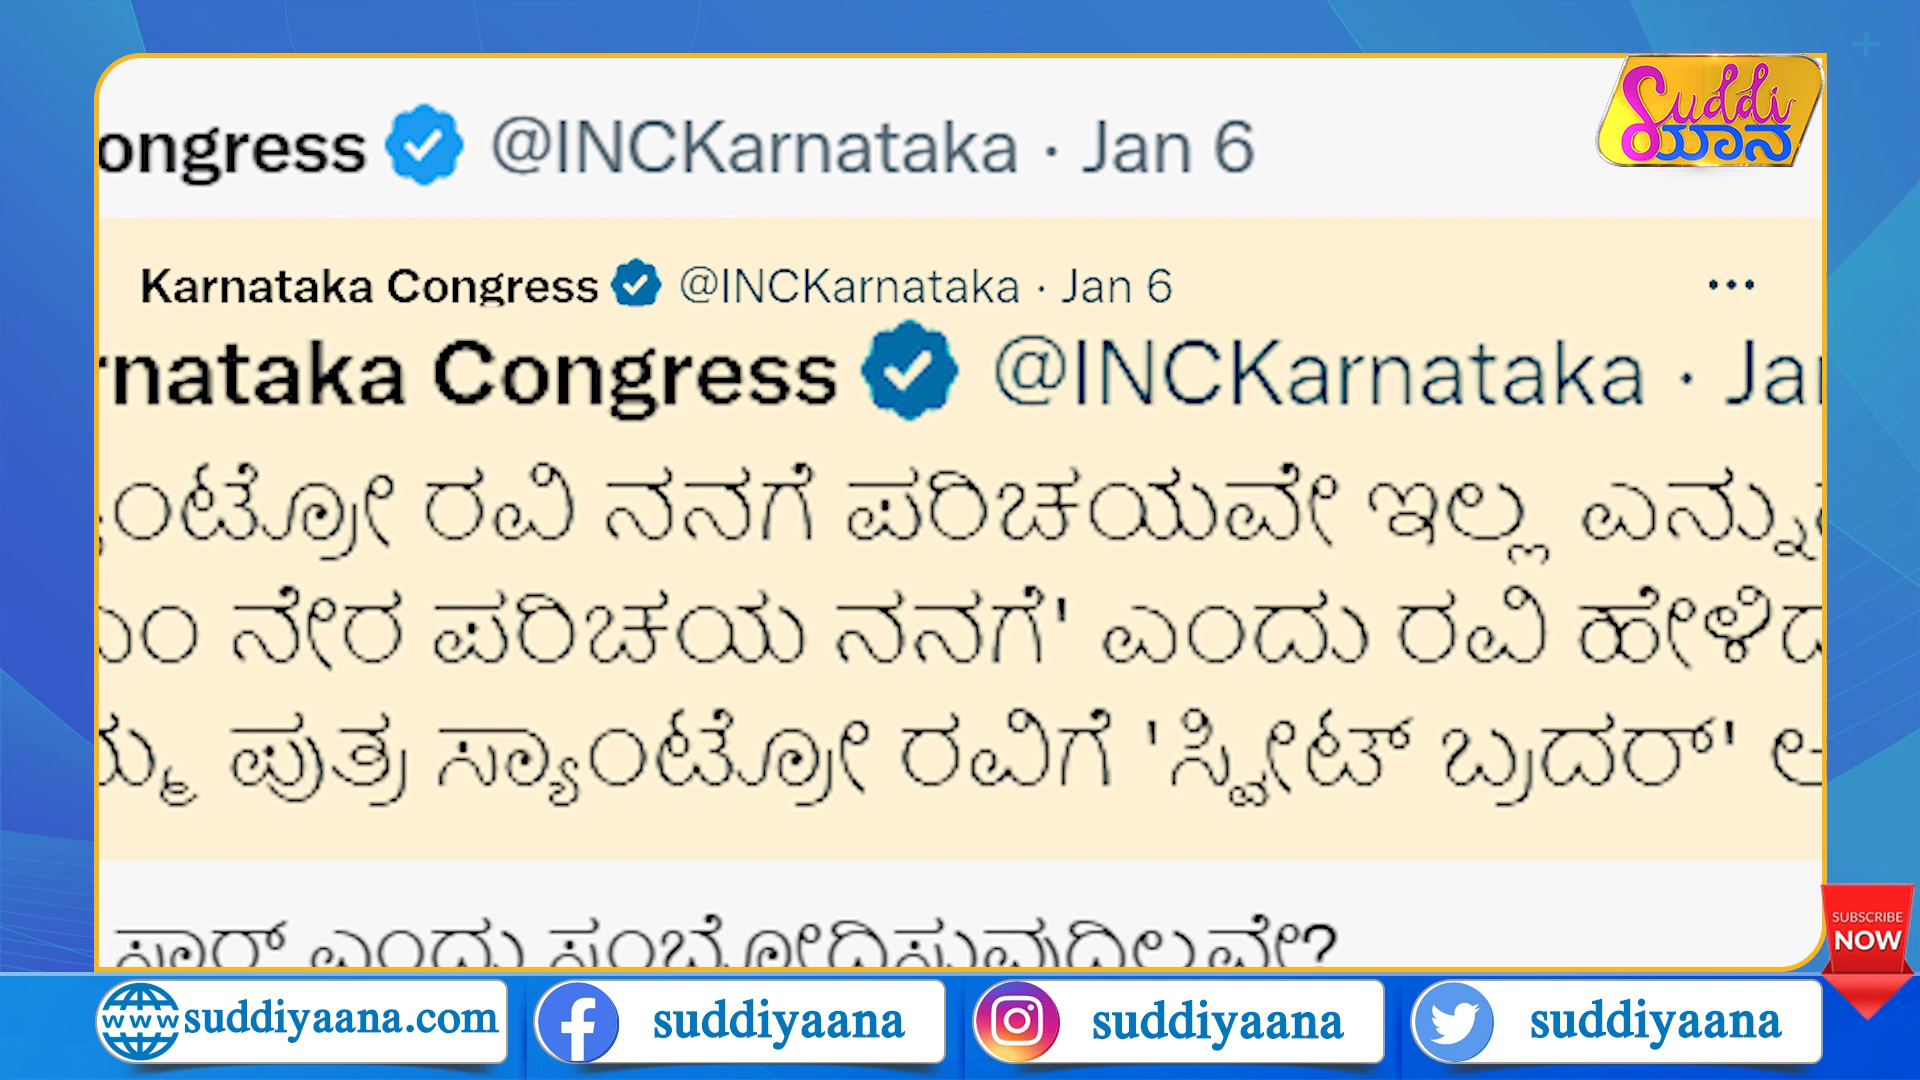 ongress @INCKarnataka · Jan 6
Suddi
ಯಾನ
Karnataka Congress @INCKarnataka · Jan 6 ...
rnataka Congress @INCKarnataka · Ja
ರವಿ ನನಗೆ ಪರಿಚಯವೇ ಇಲ್ಲ
ನೇರ ಪರಿಚಯ ನನಗೆ' ಎಂದು ರವಿ
ಪುತ್ರ ಸ್ಯಾಂಟ್ರೋ ರವಿಗೆ 'ಸ್ವೀಟ್ ಬ್ರದರ್'
ಸಾರ್ ಎಂದು ಸಂಬೋದಿಸುವುದಿಲ್ಲವೇ?
SUBSCRIBE
NOW
www suddiyaana.com
suddiyaana
suddiyaana
suddiyaana